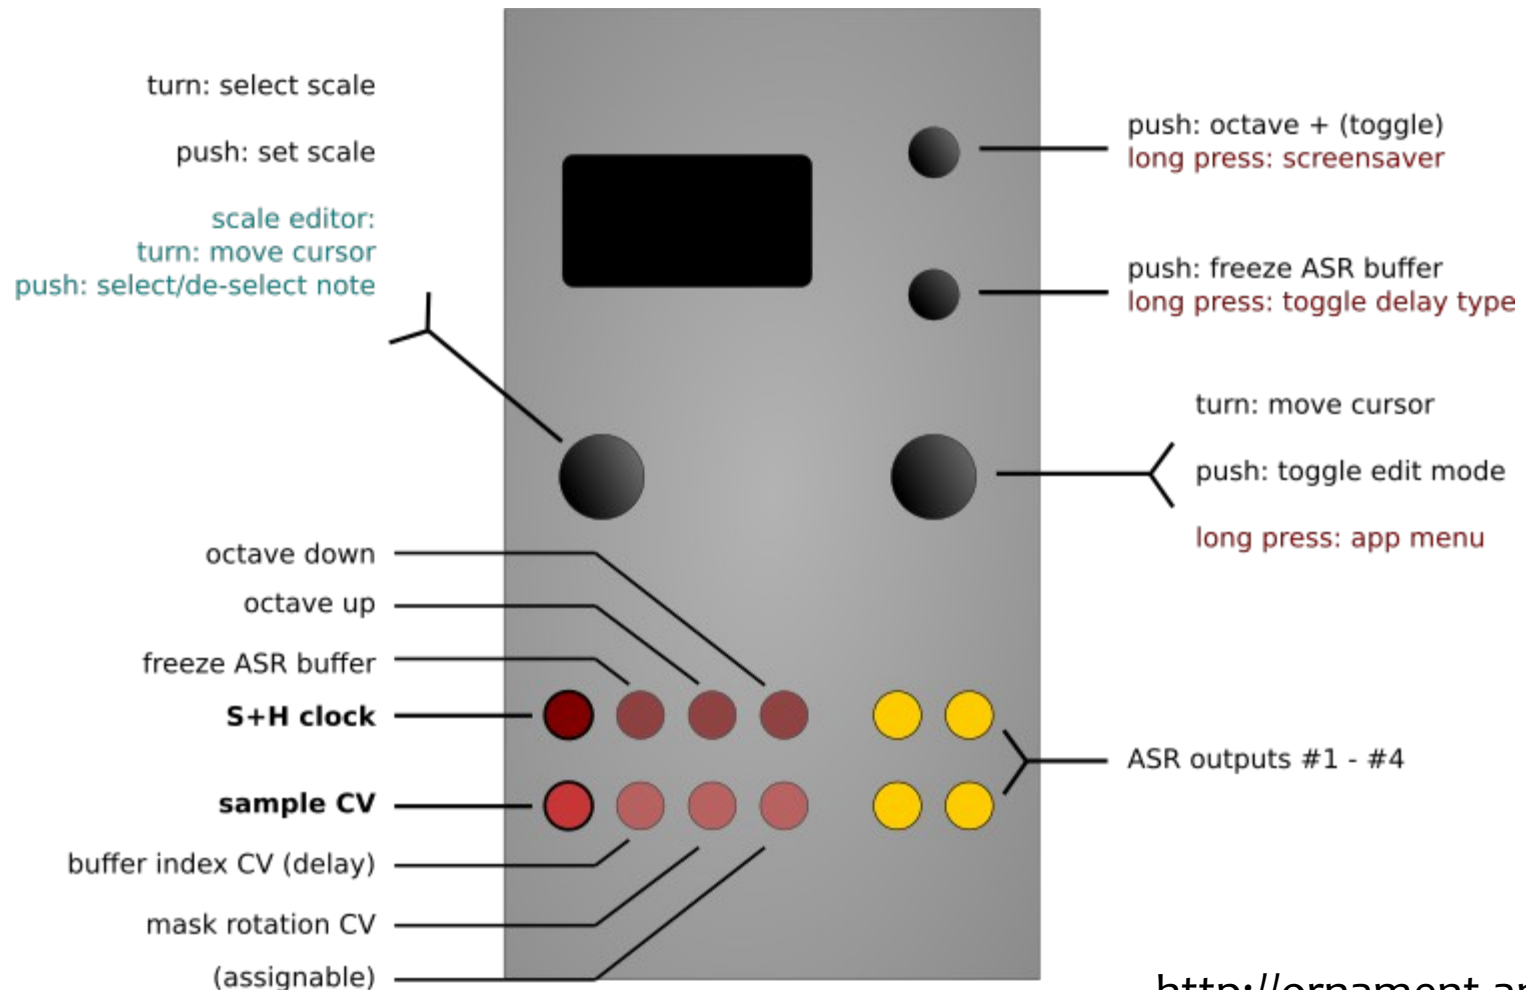 turn: select scale
push: set scale
scale editor:
turn: move cursor
push: select/de-select note
push: octave + (toggle)
long press: screensaver
push: freeze ASR buffer
long press: toggle delay type
turn: move cursor
push: toggle edit mode
long press: app menu
octave down
octave up
freeze ASR buffer
S+H clock
sample CV
buffer index CV (delay)
mask rotation CV
(assignable)
ASR outputs #1 - #4